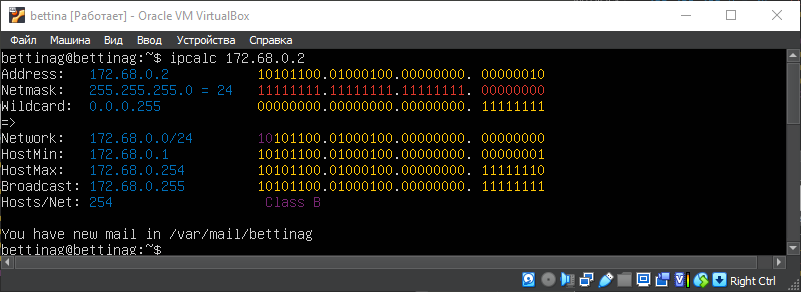 bettina [Работает] - Oracle VM VirtualBox
Файл Машина Вид Ввод Устройства Справка
bettinag@bettinag:~$ ipcalc 172.68.0.2
Address: 172.68.0.2 10101100.01000100.00000000. 00000010
Netmask: 255.255.255.0 = 24 11111111.11111111.11111111. 00000000
Wildcard: 0.0.0.255 00000000.00000000.00000000. 11111111
=>
Network: 172.68.0.0/24 10101100.01000100.00000000. 00000000
HostMin: 172.68.0.1 10101100.01000100.00000000. 00000001
HostMax: 172.68.0.254 10101100.01000100.00000000. 11111110
Broadcast: 172.68.0.255 10101100.01000100.00000000. 11111111
Hosts/Net: 254 Class B
You have new mail in /var/mail/bettinag
bettinag@bettinag:~$
Right Ctrl